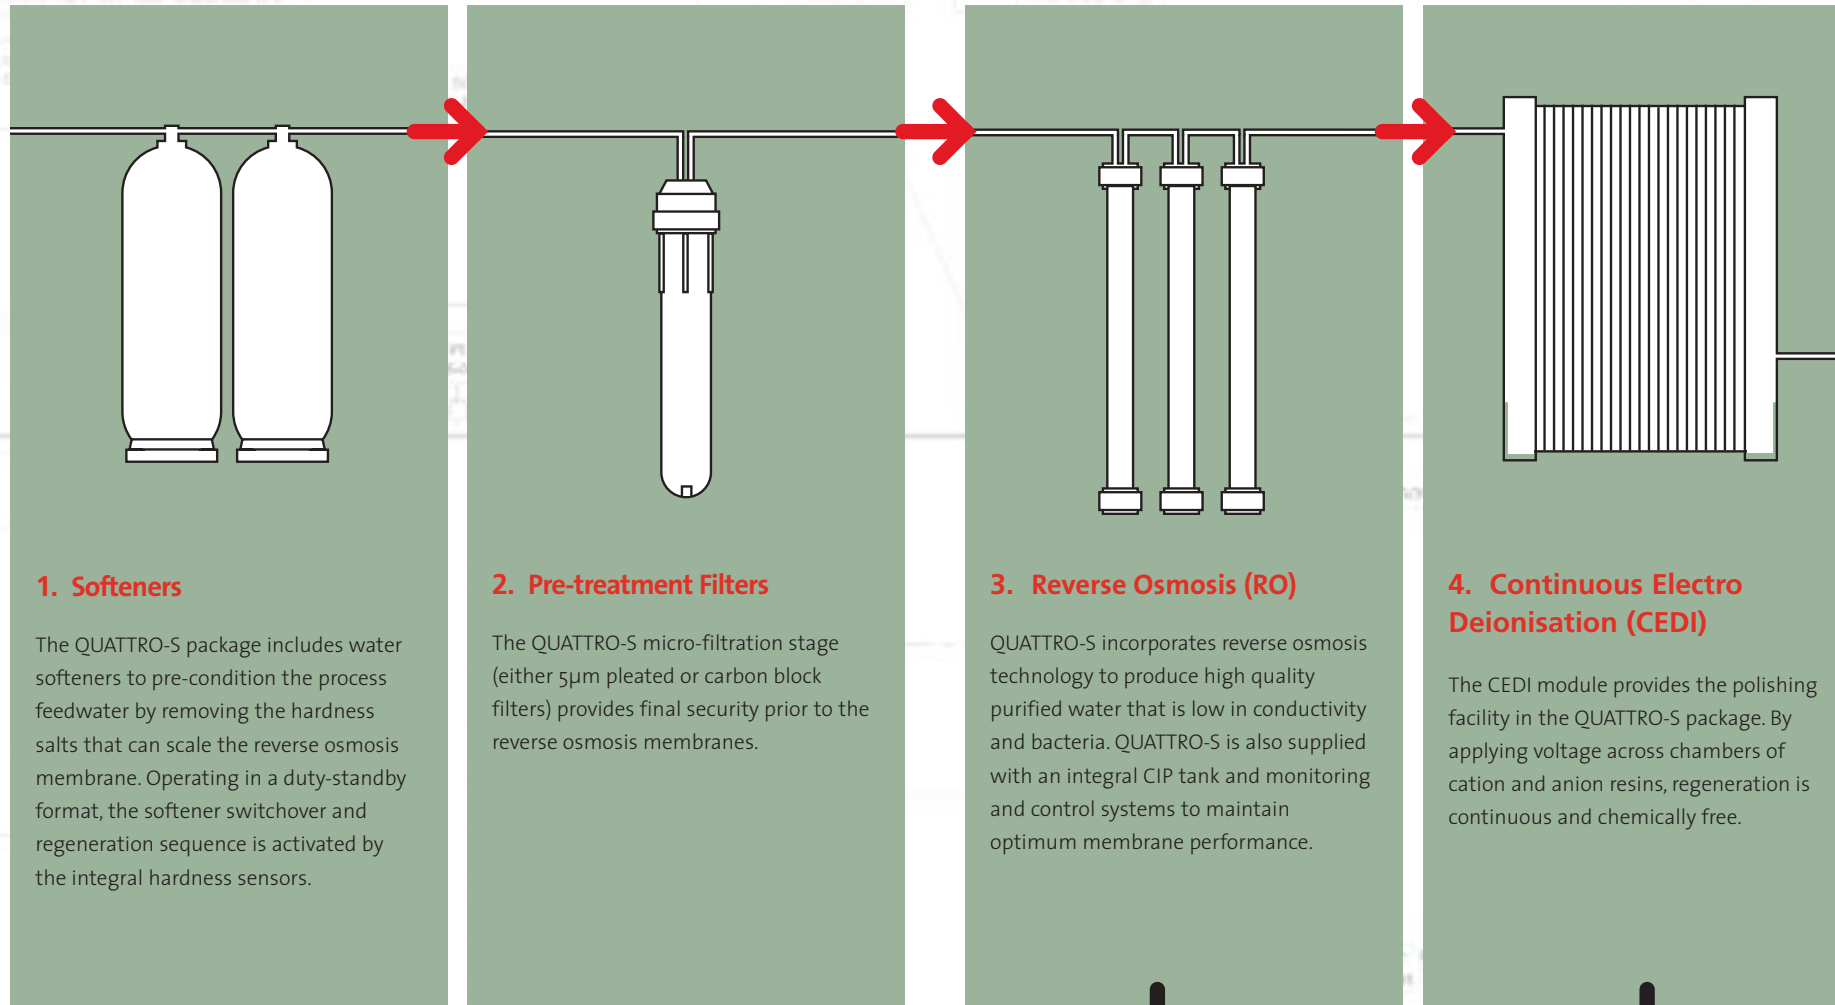 1. Softeners
The QUATTRO-S package includes water
softeners to pre-condition the process
feedwater by removing the hardness
salts that can scale the reverse osmosis
membrane. Operating in a duty-standby
format, the softener switchover and
regeneration sequence is activated by
the integral hardness sensors.
2. Pre-treatment Filters
The QUATTRO-S micro-filtration stage
(either 5µm pleated or carbon block
filters) provides final security prior to the
reverse osmosis membranes.
3. Reverse Osmosis (RO)
QUATTRO-S incorporates reverse osmosis
technology to produce high quality
purified water that is low in conductivity
and bacteria. QUATTRO-S is also supplied
with an integral CIP tank and monitoring
and control systems to maintain
optimum membrane performance.
4. Continuous Electro
Deionisation (CEDI)
The CEDI module provides the polishing
facility in the QUATTRO-S package. By
applying voltage across chambers of
cation and anion resins, regeneration is
continuous and chemically free.